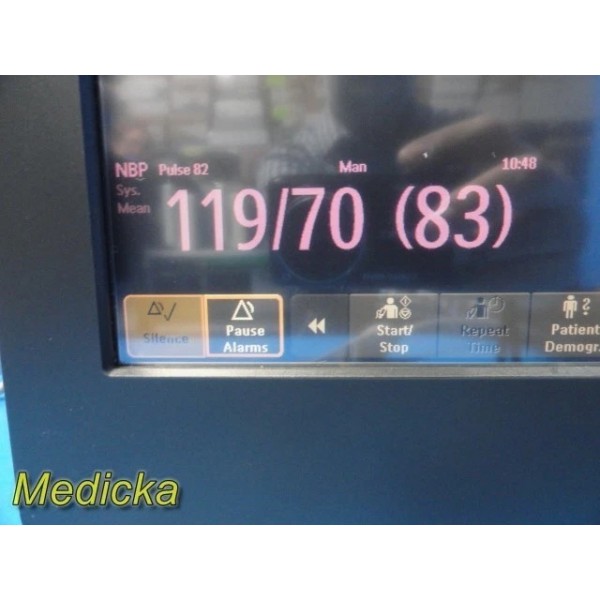 NBP Pulse 82 Man 10:48
Sys.
Mean
119/70 (83)
Silence
Pause
Alarms
Start/
Stop
Repeat
Time
?
Patient
Demogr.
Medicka